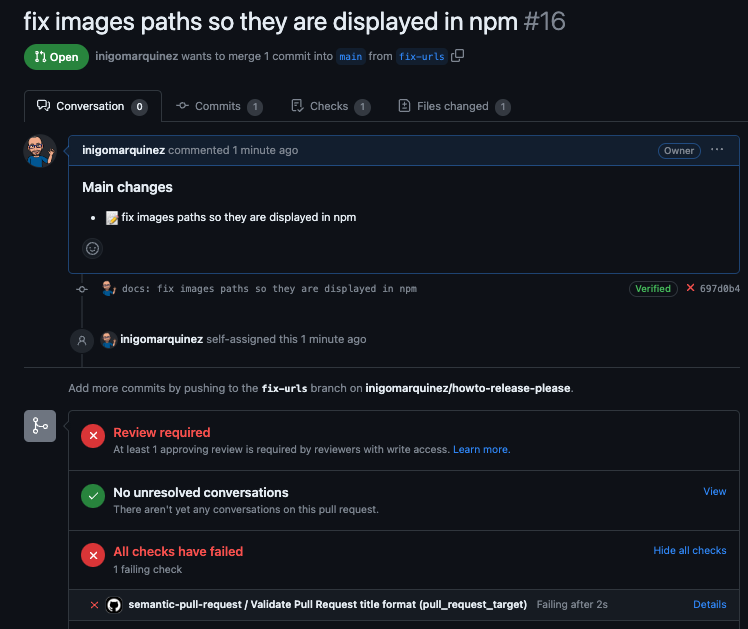 fix images paths so they are displayed in npm #16
Open inigomarquinez wants to merge 1 commit into main from fix-urls
Conversation 0 Commits 1 Checks 1 Files changed 1
inigomarquinez commented 1 minute ago Owner ...
Main changes
• 📝 fix images paths so they are displayed in npm
docs: fix images paths so they are displayed in npm Verified 697d0b4
inigomarquinez self-assigned this 1 minute ago
Add more commits by pushing to the fix-urls branch on inigomarquinez/howto-release-please.
Review required
At least 1 approving review is required by reviewers with write access. Learn more.
No unresolved conversations View
There aren't yet any conversations on this pull request.
All checks have failed Hide all checks
1 failing check
semantic-pull-request / Validate Pull Request title format (pull_request_target) Failing after 2s Details